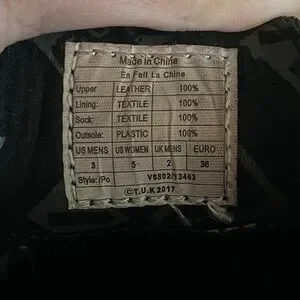 Made in China
En Fait La Chine
Upper LEATHER 100%
Lining: TEXTILE 100%
Sock: TEXTILE 100%
Outsole: PLASTIC 100%
US MENS US WOMEN UK MENS EURO
3 5 2 36
Style:/Po V6802/13463
©T.U.K 2017